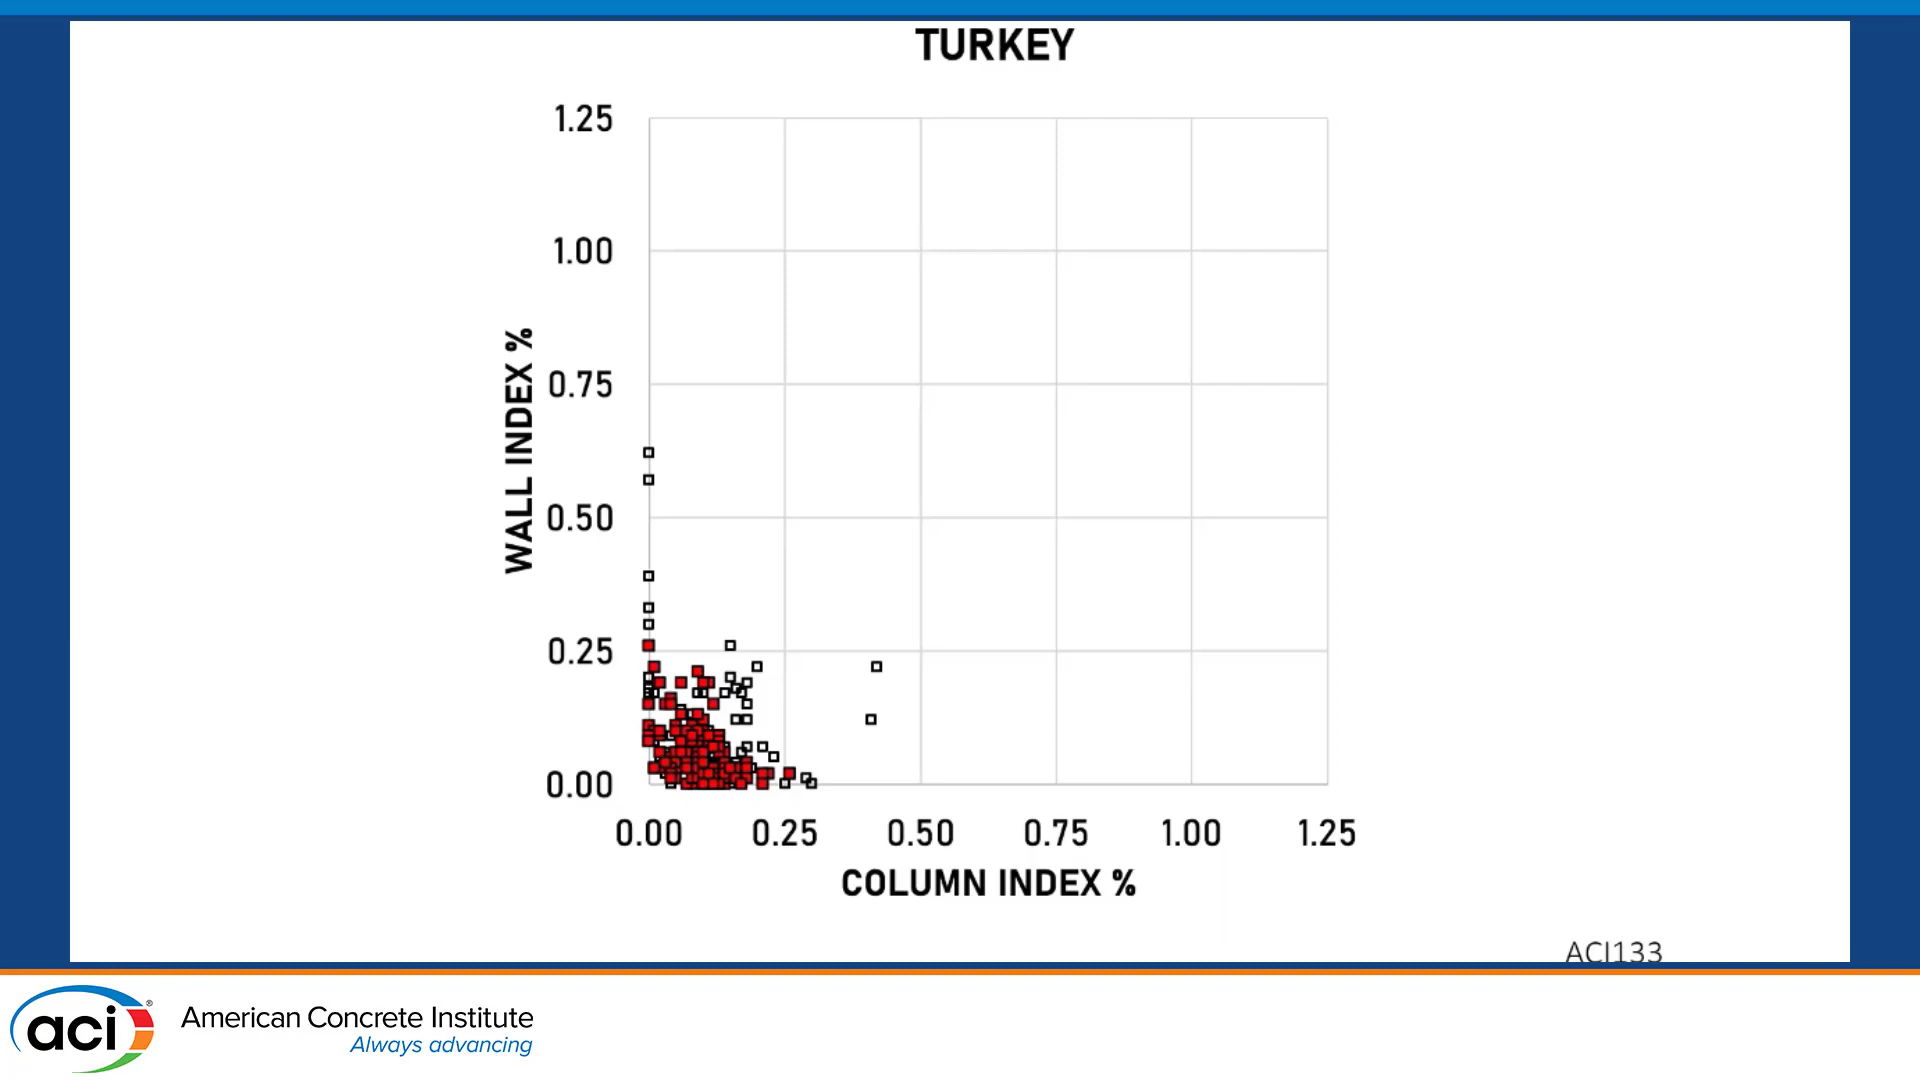 TURKEY
1.25
1.00
0.75
0.50
0.25
0.00
WALL INDEX %
0.00 0.25 0.50 0.75 1.00 1.25
COLUMN INDEX %
ACI133
aci®
American Concrete Institute
Always advancing